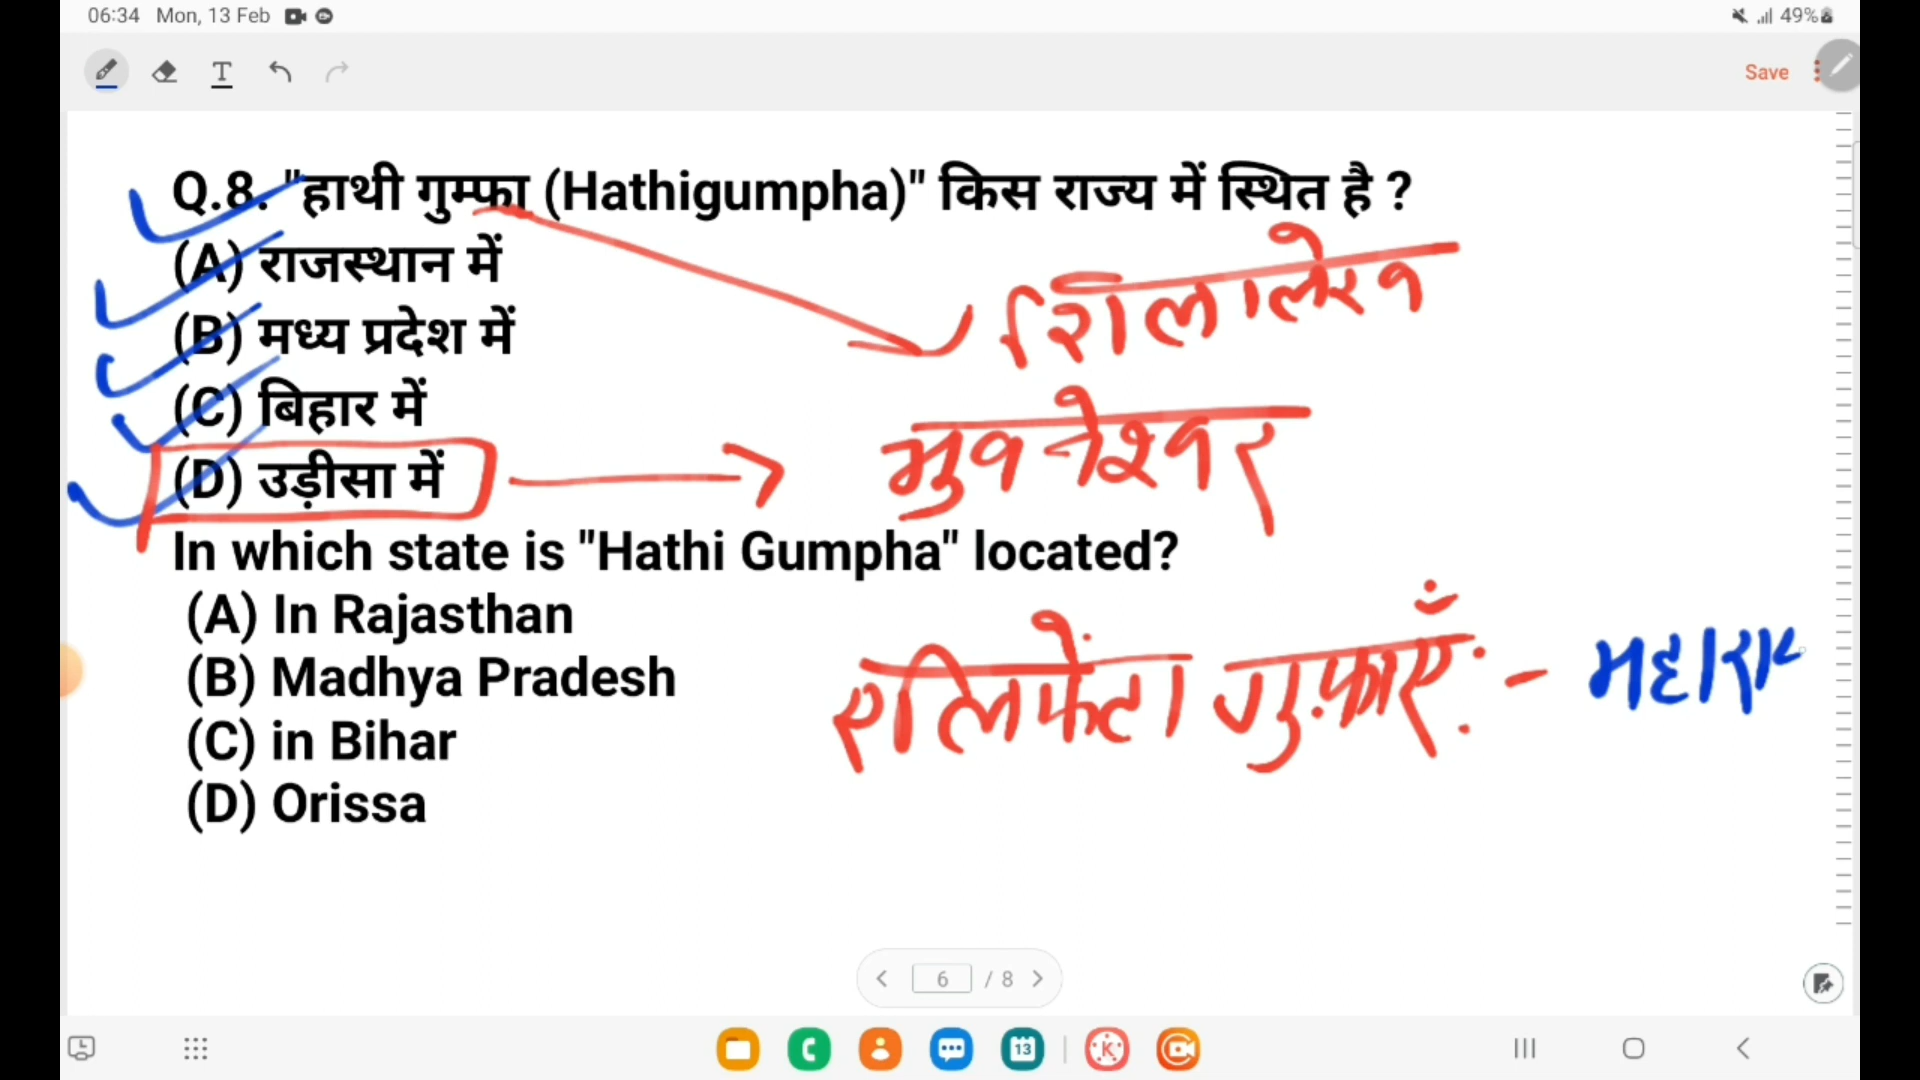 06:34 Mon, 13 Feb
49%
Save
Q.8. "हाथी गुम्फा (Hathigumpha)" किस राज्य में स्थित है ?
(A) राजस्थान में
(B) मध्य प्रदेश में
(C) बिहार में
(D) उड़ीसा में
शिलालेख
भुवनेश्वर
In which state is "Hathi Gumpha" located?
(A) In Rajasthan
(B) Madhya Pradesh
(C) in Bihar
(D) Orissa
एलिफेंटा गुफाएँ :- महारा
6 / 8
13
K